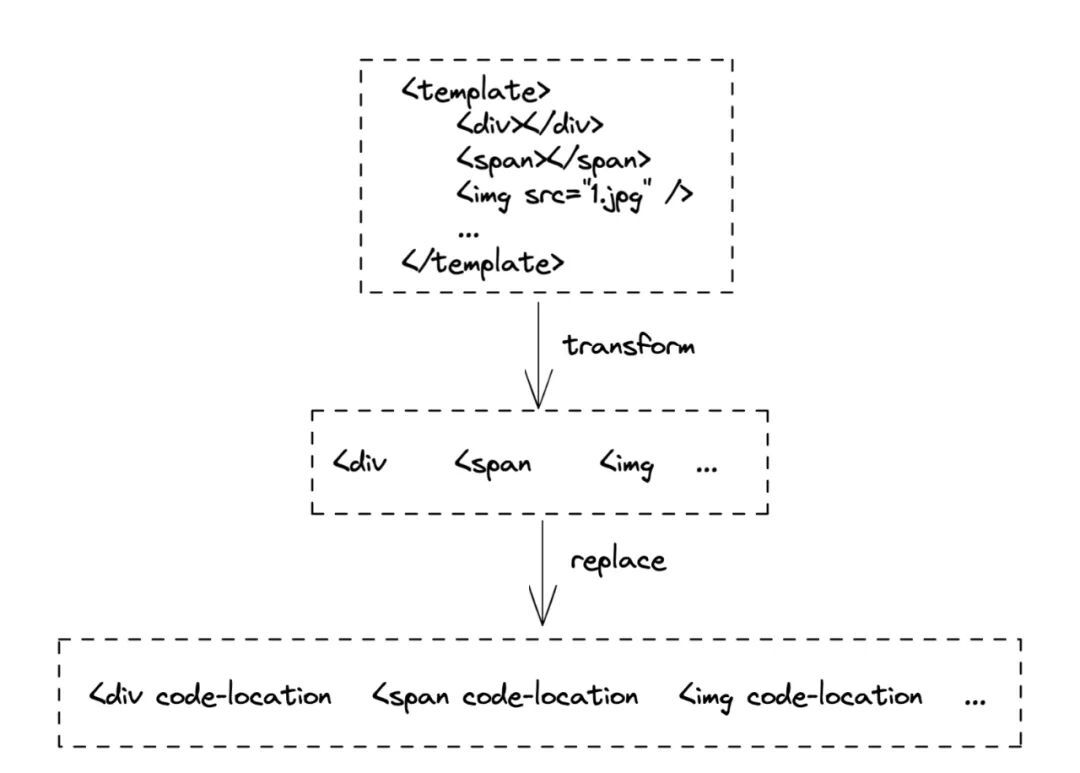 <template>
<div></div>
<span></span>
<img src="1.jpg" />
...
</template>
transform
<div <span <img ...
replace
<div code-location <span code-location <img code-location ...